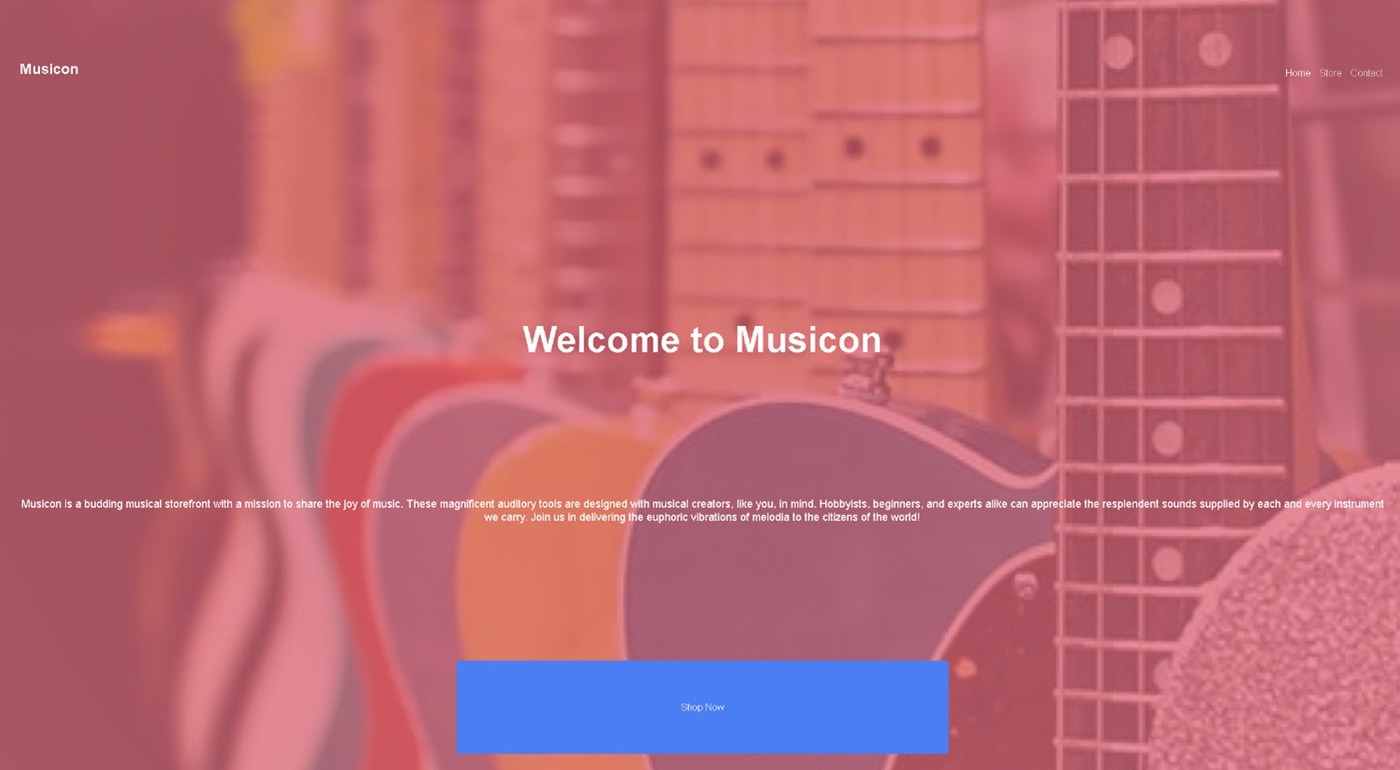 Musicon
Home Store Contact
Welcome to Musicon
Musicon is a budding musical storefront with a mission to share the joy of music. These magnificent auditory tools are designed with musical creators, like you, in mind. Hobbyists, beginners, and experts alike can appreciate the resplendent sounds supplied by each and every instrument
we carry. Join us in delivering the euphoric vibrations of melodia to the citizens of the world!
Shop Now